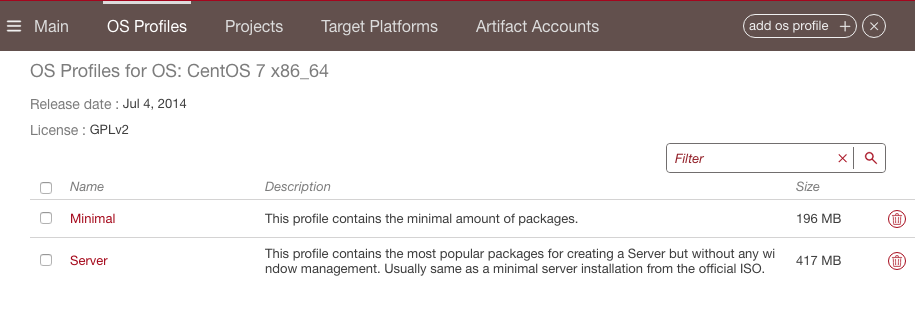 Main OS Profiles Projects Target Platforms Artifact Accounts add os profile +
OS Profiles for OS: CentOS 7 x86_64
Release date : Jul 4, 2014
License : GPLv2
Filter
Name Description Size
Minimal This profile contains the minimal amount of packages. 196 MB
Server This profile contains the most popular packages for creating a Server but without any wi
ndow management. Usually same as a minimal server installation from the official ISO. 417 MB